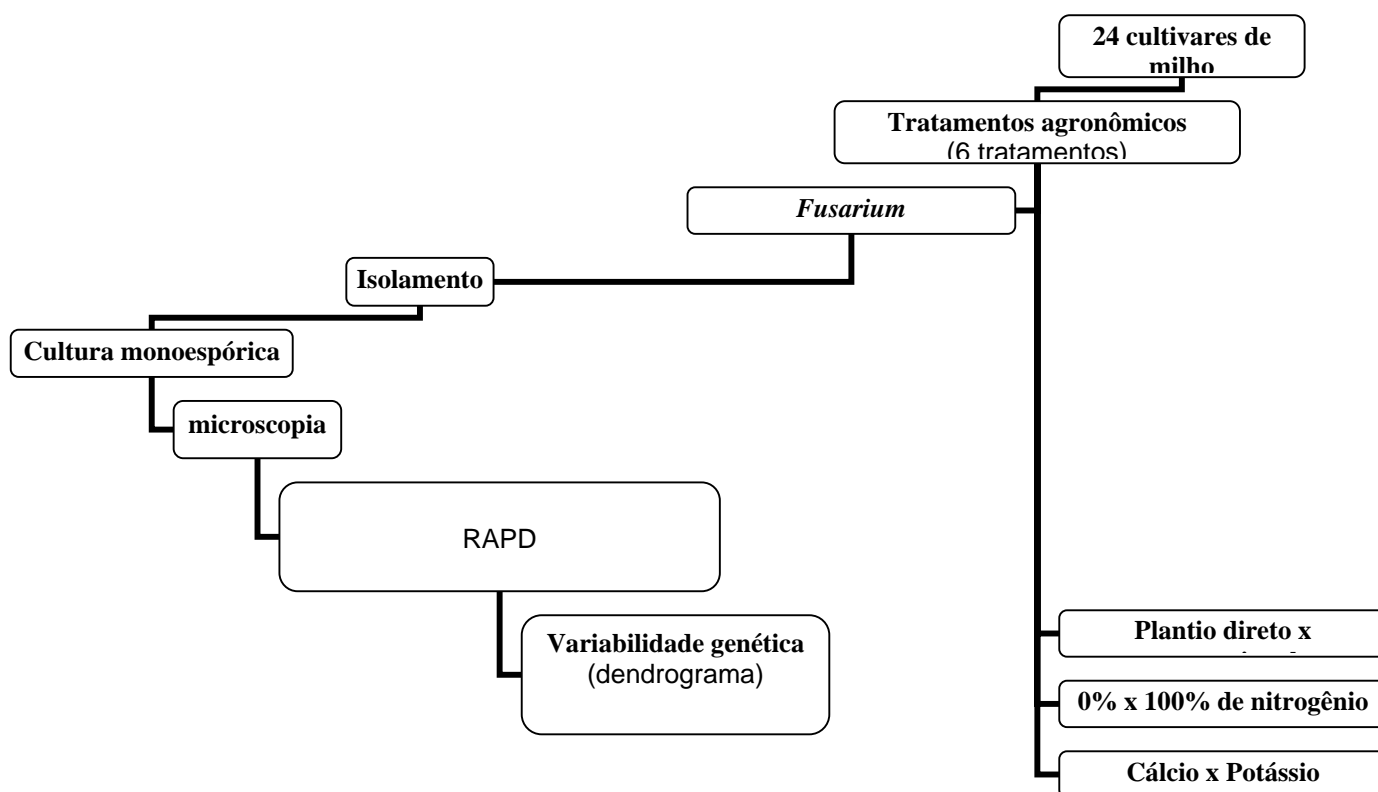 24 cultivares de
milho
Tratamentos agronômicos
(6 tratamentos)
Fusarium
Isolamento
Cultura monoespórica
microscopia
RAPD
Variabilidade genética
(dendrograma)
Plantio direto x
0% x 100% de nitrogênio
Cálcio x Potássio